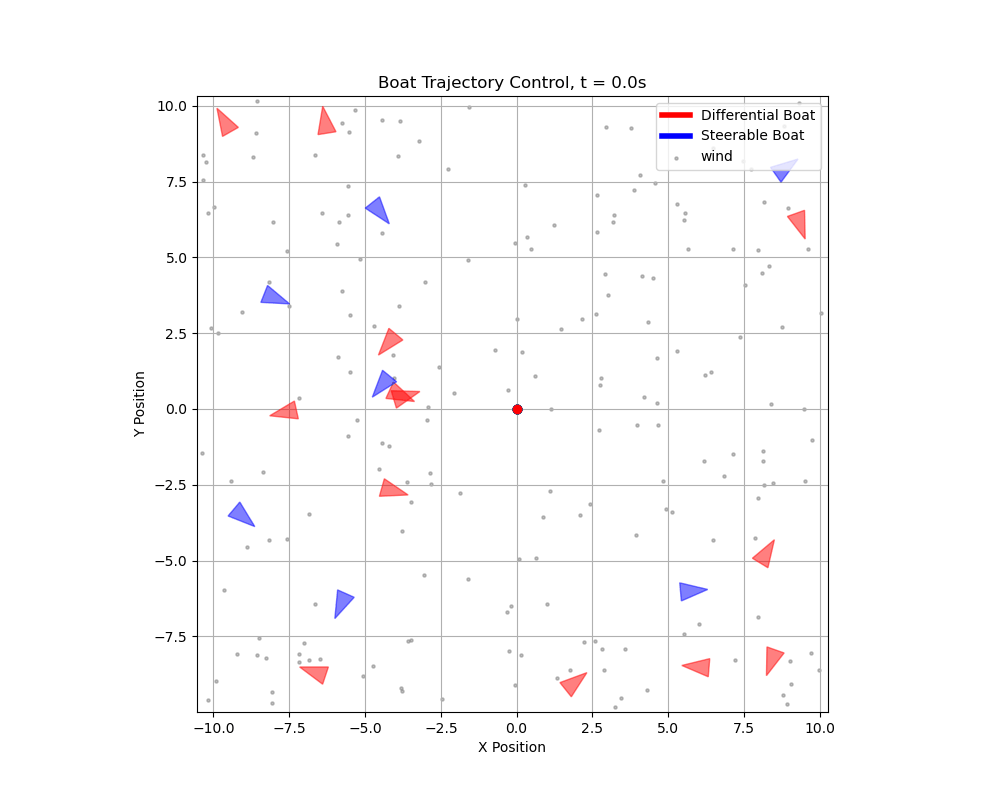 Boat Trajectory Control, t = 0.0s
Differential Boat
Steerable Boat
wind
10.0
7.5
5.0
2.5
0.0
−2.5
−5.0
−7.5
Y Position
−10.0 −7.5 −5.0 −2.5 0.0 2.5 5.0 7.5 10.0
X Position